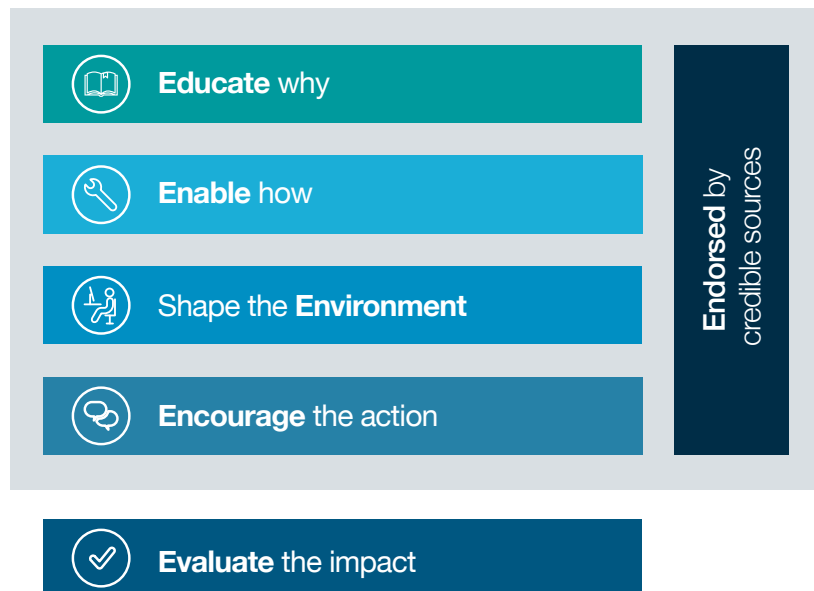 Educate why
Enable how
Shape the Environment
Encourage the action
Endorsed by
credible sources
Evaluate the impact